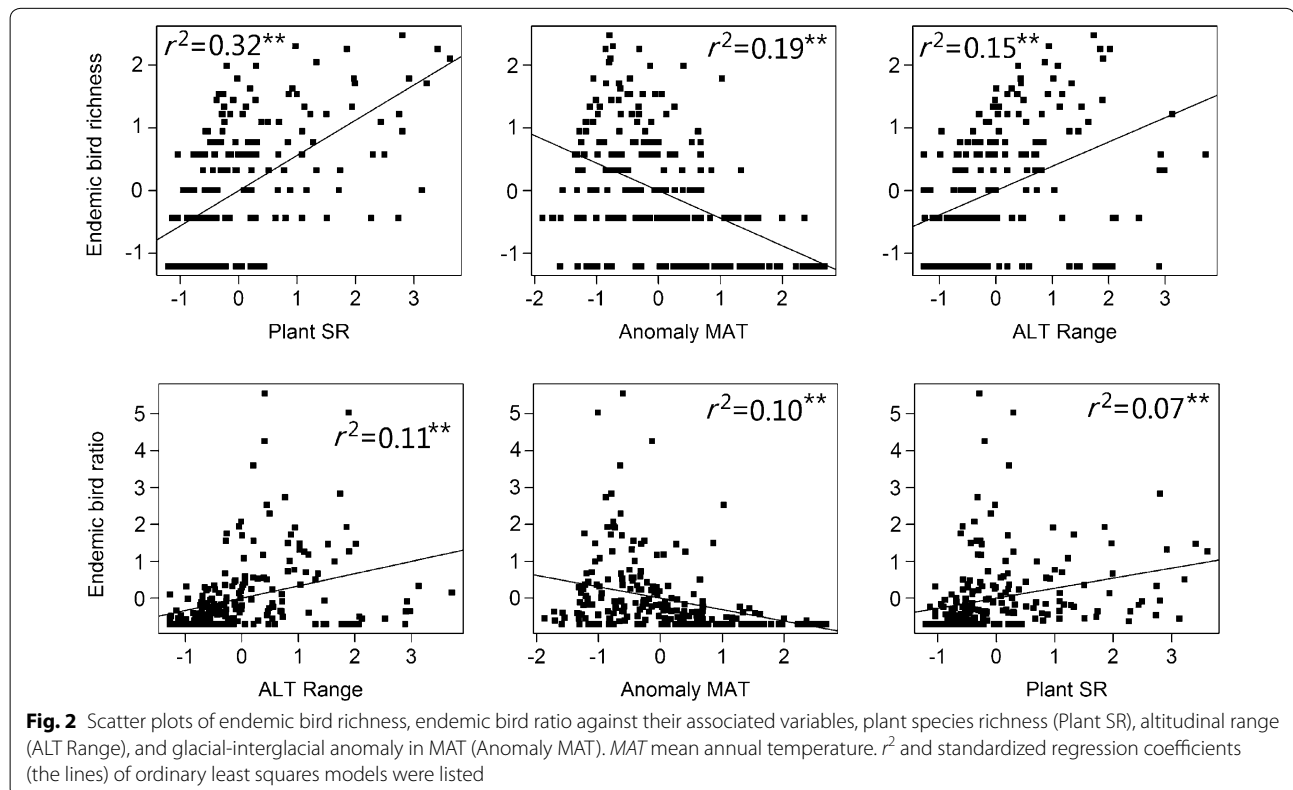 r²=0.32**
r²=0.19**
r²=0.15**
Endemic bird richness
2
1
0
-1
-1 0 1 2 3
-2 -1 0 1 2
2
1
0
-1
-1 0 1 2 3
2
1
0
-1
Plant SR
Anomaly MAT
ALT Range
r²=0.11**
r²=0.10**
r²=0.07**
Endemic bird ratio
5
4
3
2
1
0
-1 0 1 2 3
5
4
3
2
1
0
-2 -1 0 1 2
5
4
3
2
1
0
-1 0 1 2 3
ALT Range
Anomaly MAT
Plant SR
Fig. 2 Scatter plots of endemic bird richness, endemic bird ratio against their associated variables, plant species richness (Plant SR), altitudinal range
(ALT Range), and glacial-interglacial anomaly in MAT (Anomaly MAT). MAT mean annual temperature. r² and standardized regression coefficients
(the lines) of ordinary least squares models were listed